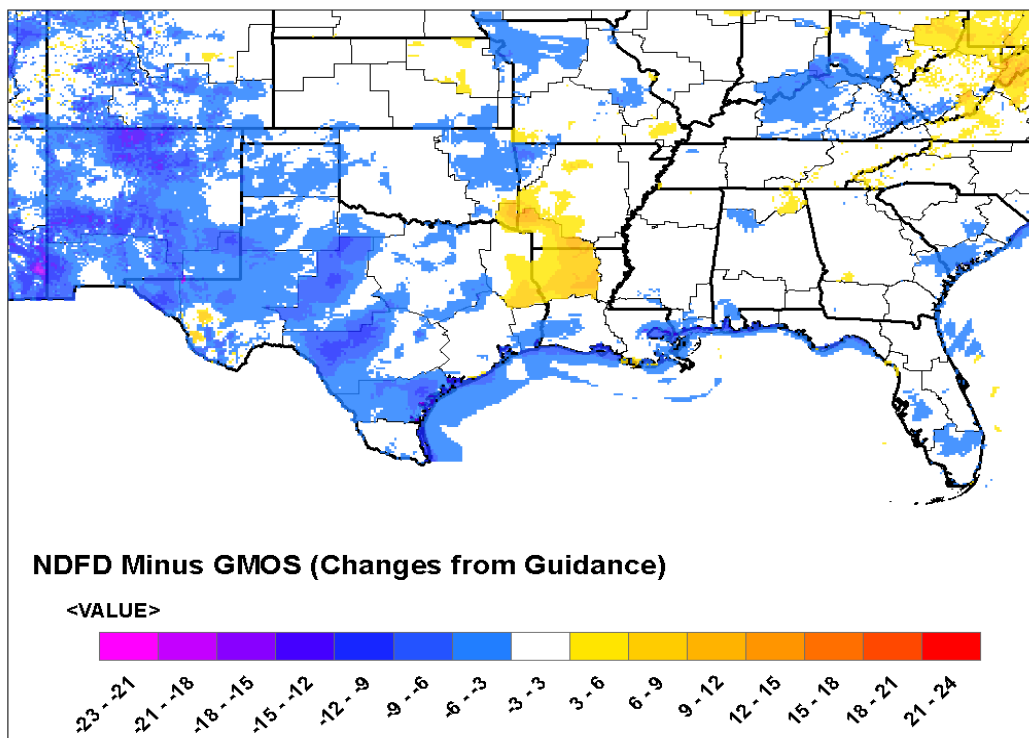 NDFD Minus GMOS (Changes from Guidance)
<VALUE>
-23 - -21
-21 - -18
-18 - -15
-15 - -12
-12 - -9
-9 - -6
-6 - -3
-3 - 3
3 - 6
6 - 9
9 - 12
12 - 15
15 - 18
18 - 21
21 - 24